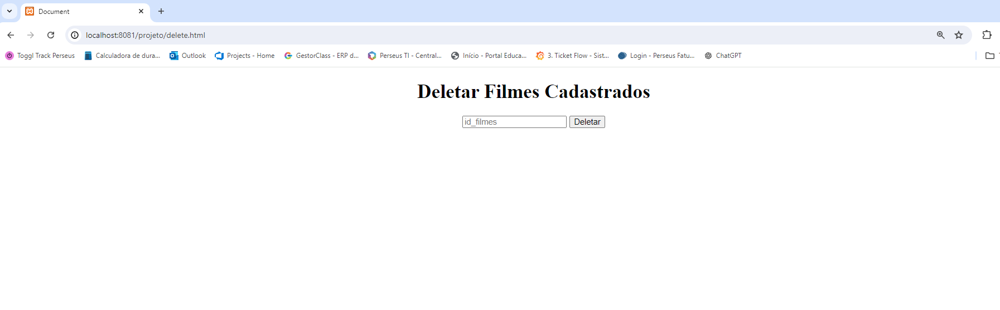 Document
localhost:8081/projeto/delete.html
Toggl Track Perseus Calculadora de dura... Outlook Projects - Home GestorClass - ERP d... Perseus TI - Central... Início - Portal Educa... 3. Ticket Flow - Sist... Login - Perseus Fatu... ChatGPT
Deletar Filmes Cadastrados
id_filmes Deletar